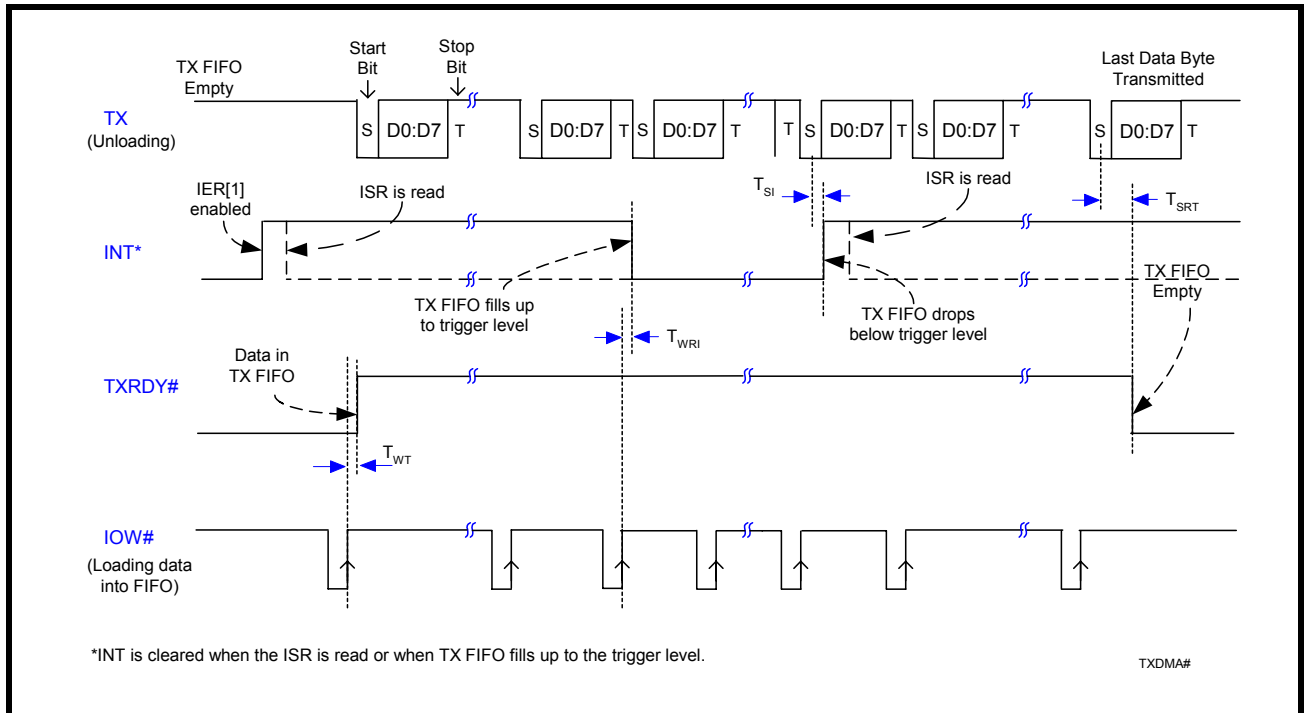 Start
Bit
Stop
Bit
TX FIFO
Empty
Last Data Byte
Transmitted
TX
(Unloading)
S D0:D7 T S D0:D7 T S D0:D7 T T S D0:D7 T S D0:D7 T S D0:D7 T
IER[1]
enabled
ISR is read
TSI
ISR is read
TSRT
INT*
TX FIFO fills up
to trigger level
TX FIFO drops
below trigger level
TX FIFO
Empty
TWRI
Data in
TX FIFO
TXRDY#
TWT
IOW#
(Loading data
into FIFO)
*INT is cleared when the ISR is read or when TX FIFO fills up to the trigger level.
TXDMA#